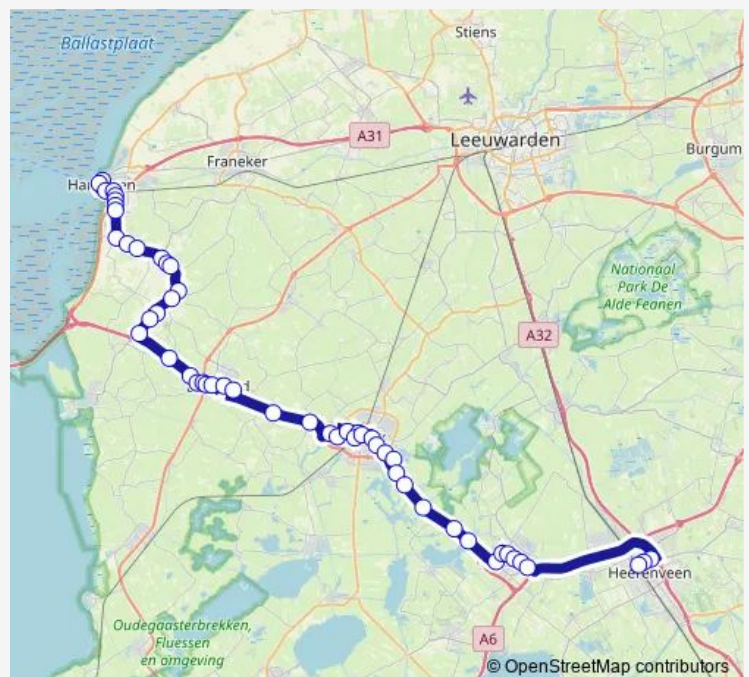 Stiens
Ballastplaat
A31
Leeuwarden
Burgum
Franeker
Nationaal
Park De
Alde Feanen
A32
Heerenveen
Oudegaasterbrekken,
Fluessen
en omgeving
A6
© OpenStreetMap contributors